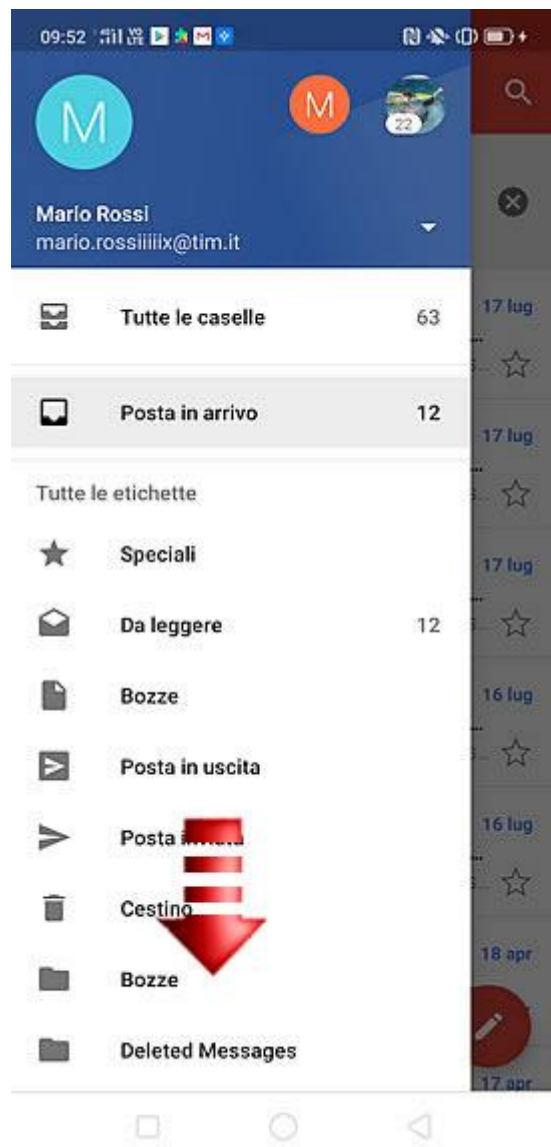 09:52
M
M
22
Mario Rossi
mario.rossiiiiix@tim.it
Tutte le caselle 63
17 lug
Posta in arrivo 12
17 lug
Tutte le etichette
Speciali
17 lug
Da leggere 12
Bozze
16 lug
Posta in uscita
16 lug
Posta
Cestino
18 apr
Bozze
Deleted Messages
17 apr